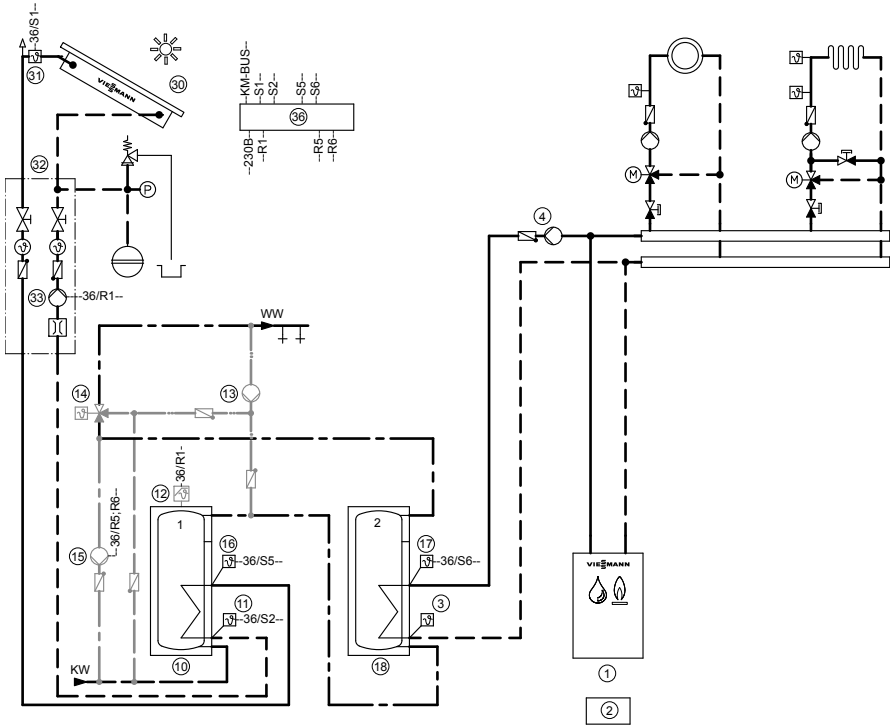 --36/S1--
31
VIESMANN
30
KM-BUS--
S1--
S2--
S5--
S6--
36
--230B--
--R1--
--R5--
--R6--
32
P
33
--36/R1--
M
M
4
WW
14
13
12
--36/R1-
--36/R5;R6--
15
1
2
16
--36/S5--
17
--36/S6--
11
--36/S2--
3
KW
10
18
VIESMANN
1
2